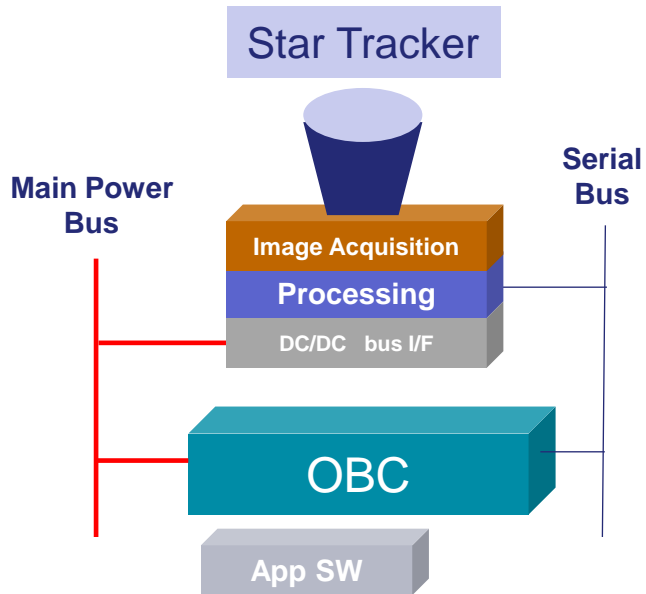 Star Tracker
Main Power
Bus
Serial
Bus
Image Acquisition
Processing
DC/DC bus I/F
OBC
App SW